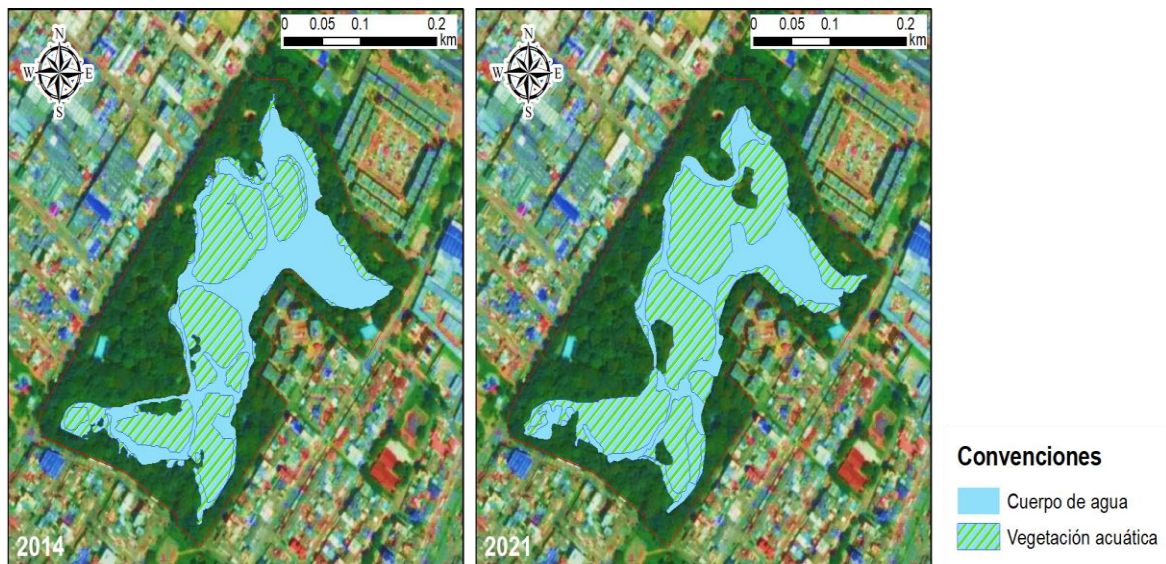 0 0.05 0.1 0.2
km
N
W E
S
2014
0 0.05 0.1 0.2
km
N
W E
S
2021
Convenciones
Cuerpo de agua
Vegetación acuática